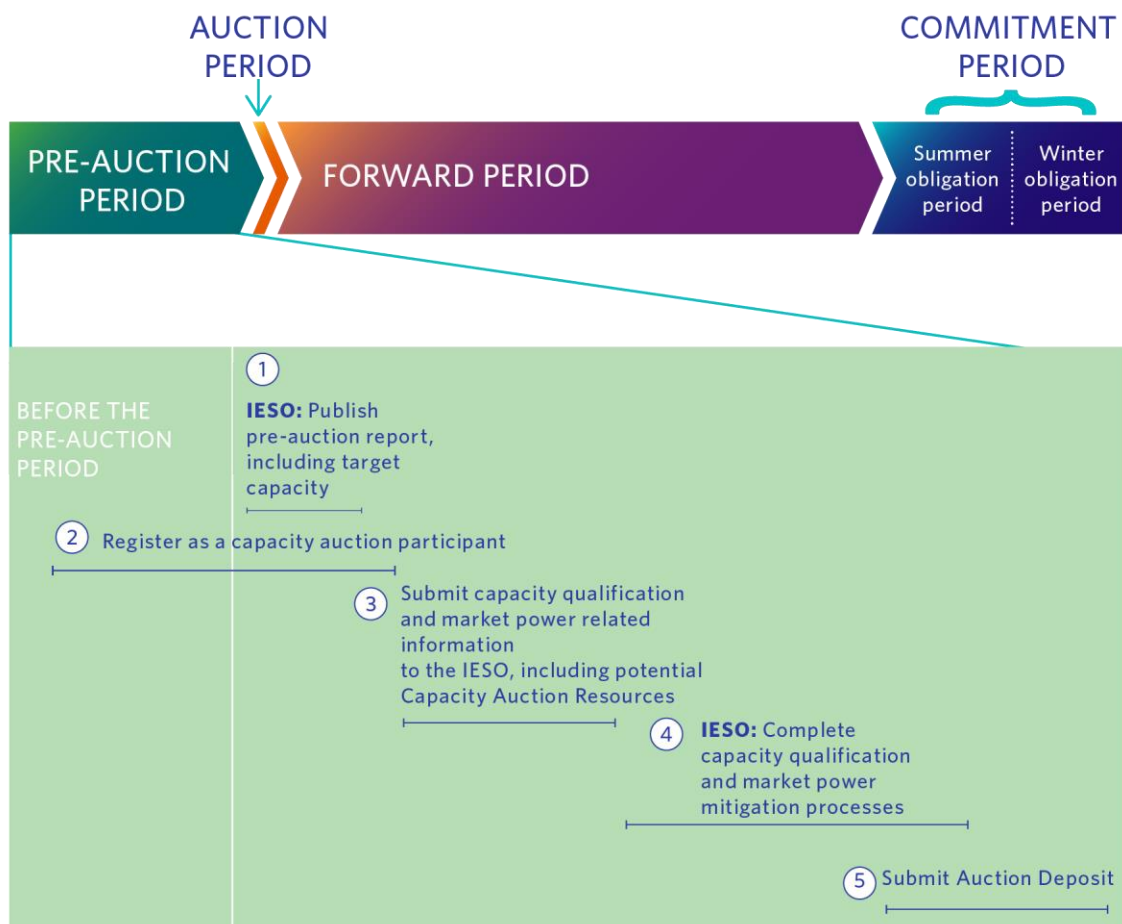 AUCTION
PERIOD
COMMITMENT
PERIOD
PRE-AUCTION
PERIOD
FORWARD PERIOD
Summer
obligation
period
Winter
obligation
period
BEFORE THE
PRE-AUCTION
PERIOD
1
IESO: Publish
pre-auction report,
including target
capacity
2 Register as a capacity auction participant
3 Submit capacity qualification
and market power related
information
to the IESO, including potential
Capacity Auction Resources
4 IESO: Complete
capacity qualification
and market power
mitigation processes
5 Submit Auction Deposit